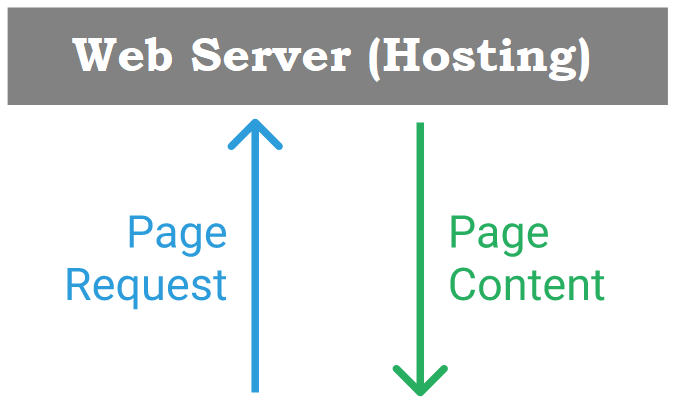 Web Server (Hosting)
Page
Request
Page
Content